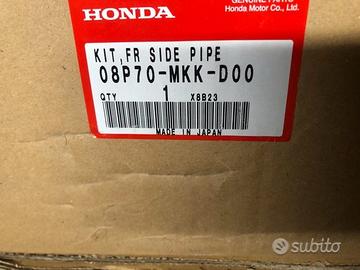 HONDA
GENUINE PARTS
Honda Motor Co., Ltd.
KIT,FR SIDE PIPE
08P70-MKK-D00
QTY 1 X8B23
MADE IN JAPAN
subito